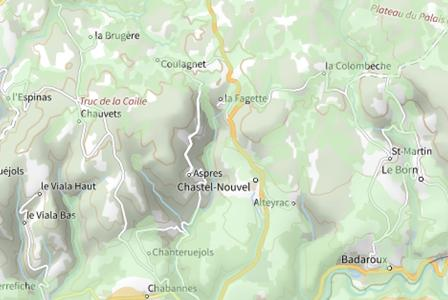 Plateau du Palais
la Brugère
Coulagnet
la Colombèche
l'Espinas
Truc de la Caille
la Fagette
Chauvets
St-Martin
Aspres
Le Born
le Viala Haut
Chastel-Nouvel
Alteyrac
le Viala Bas
Chanteruejols
Badaroux
Chabannes